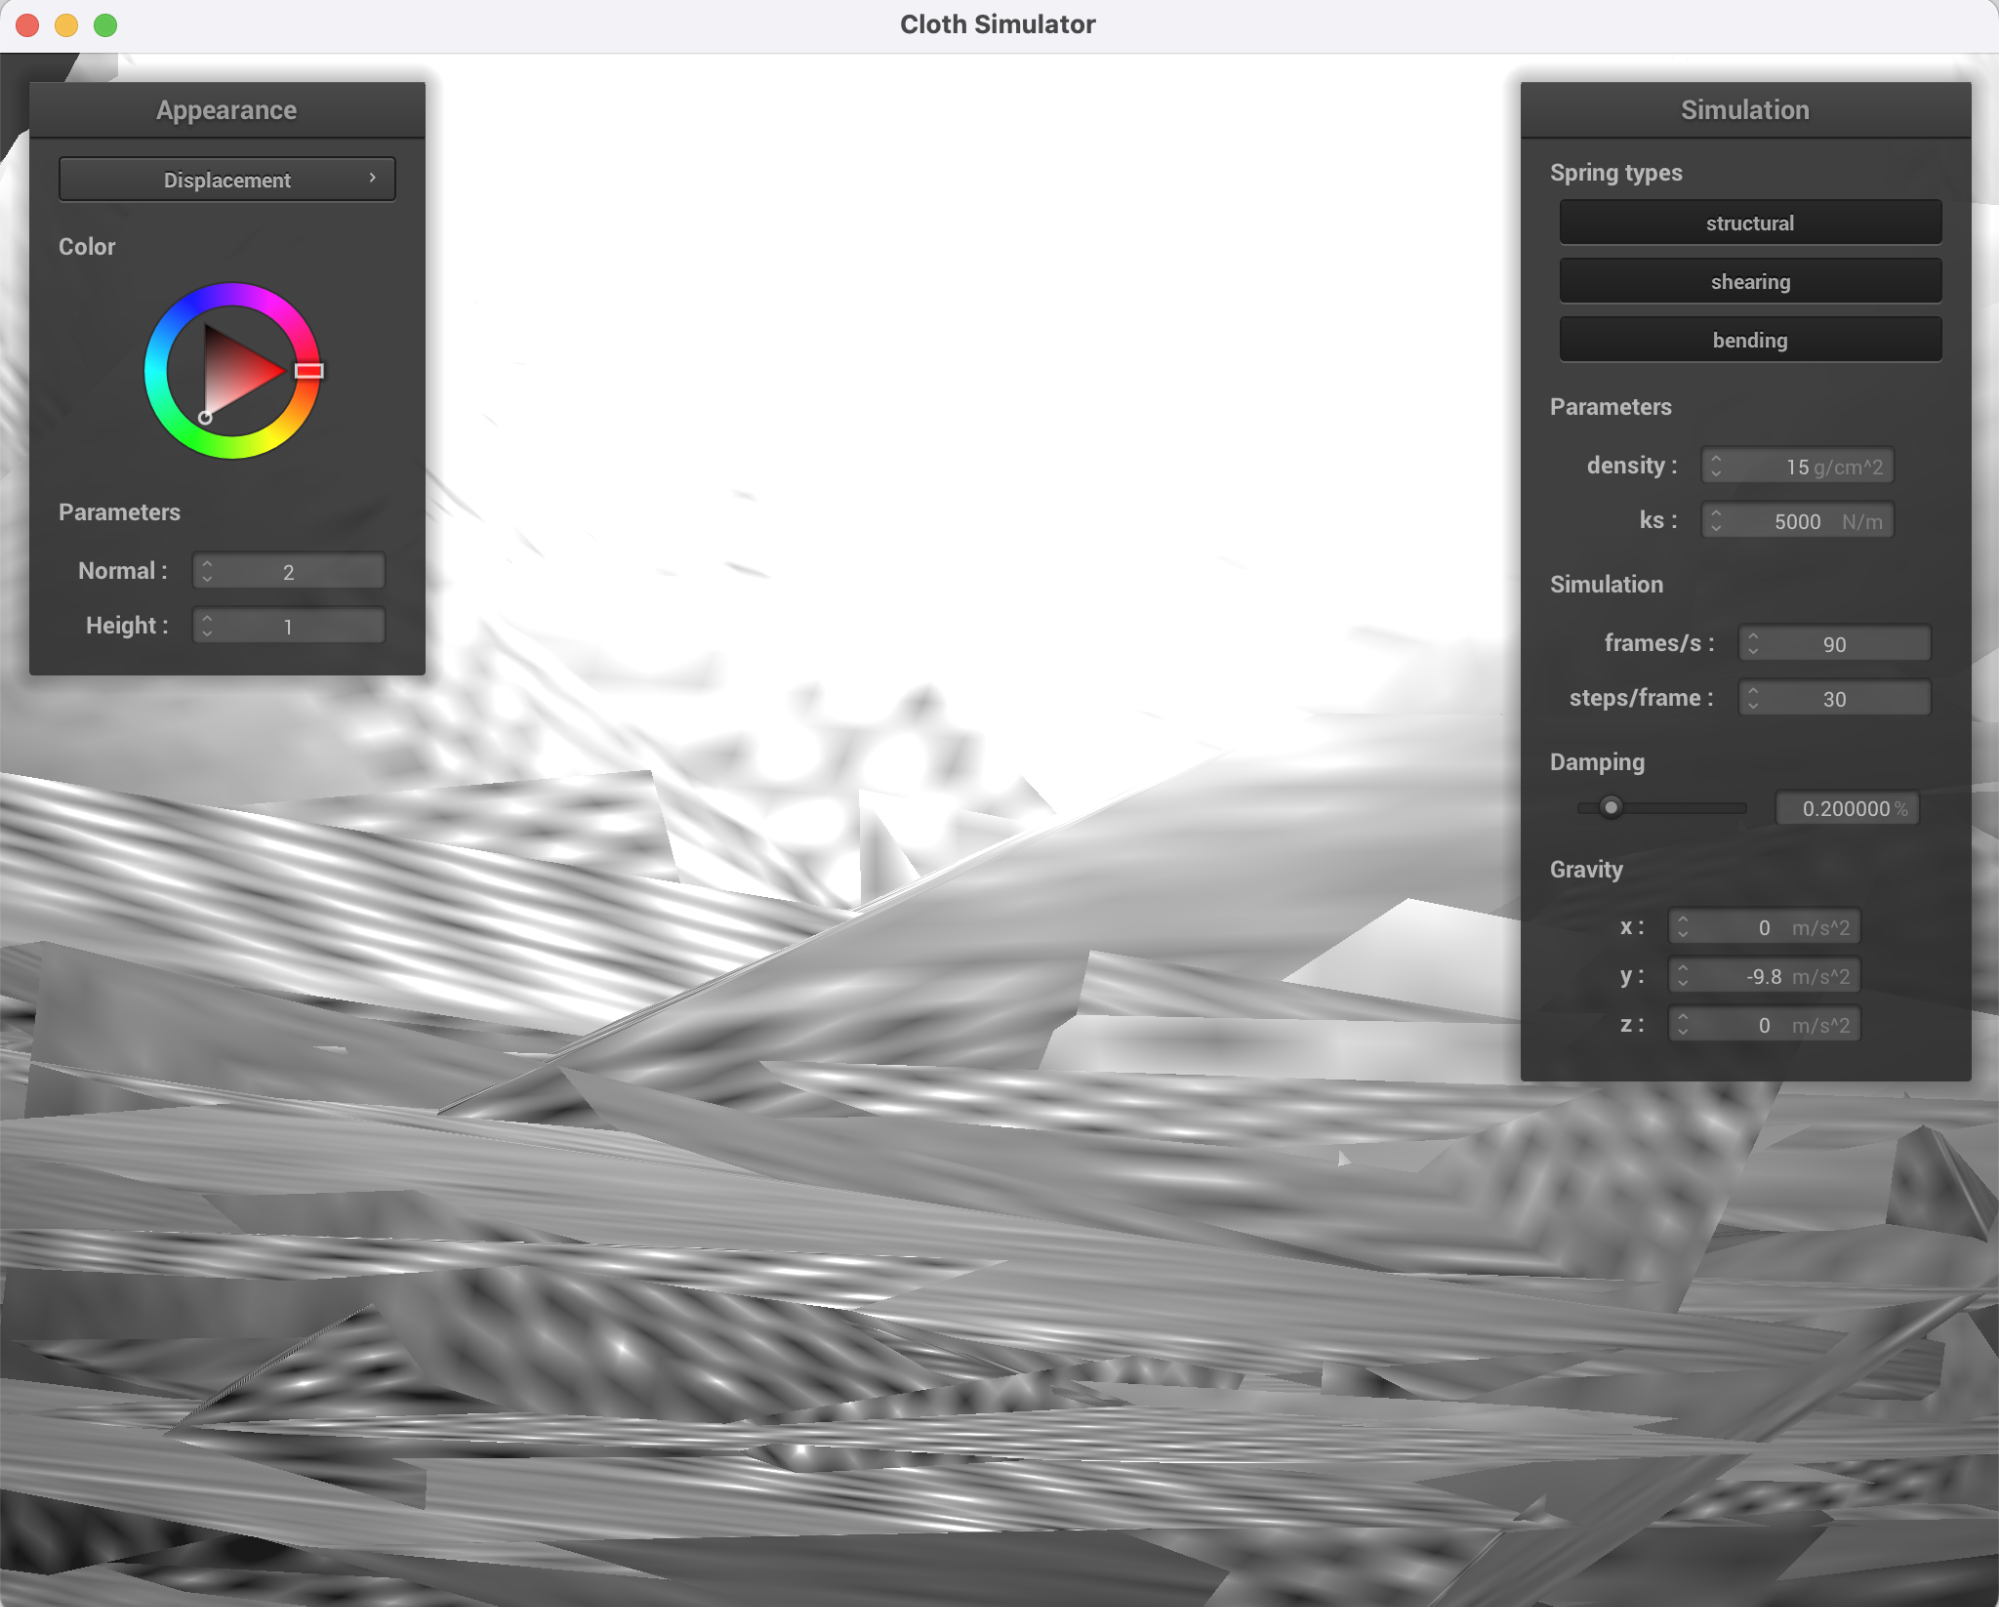 Cloth Simulator
Appearance
Displacement
Color
Parameters
Normal : 2
Height : 1
Simulation
Spring types
structural
shearing
bending
Parameters
density : 15 g/cm^2
ks : 5000 N/m
Simulation
frames/s : 90
steps/frame : 30
Damping
0.200000 %
Gravity
x : 0 m/s^2
y : -9.8 m/s^2
z : 0 m/s^2